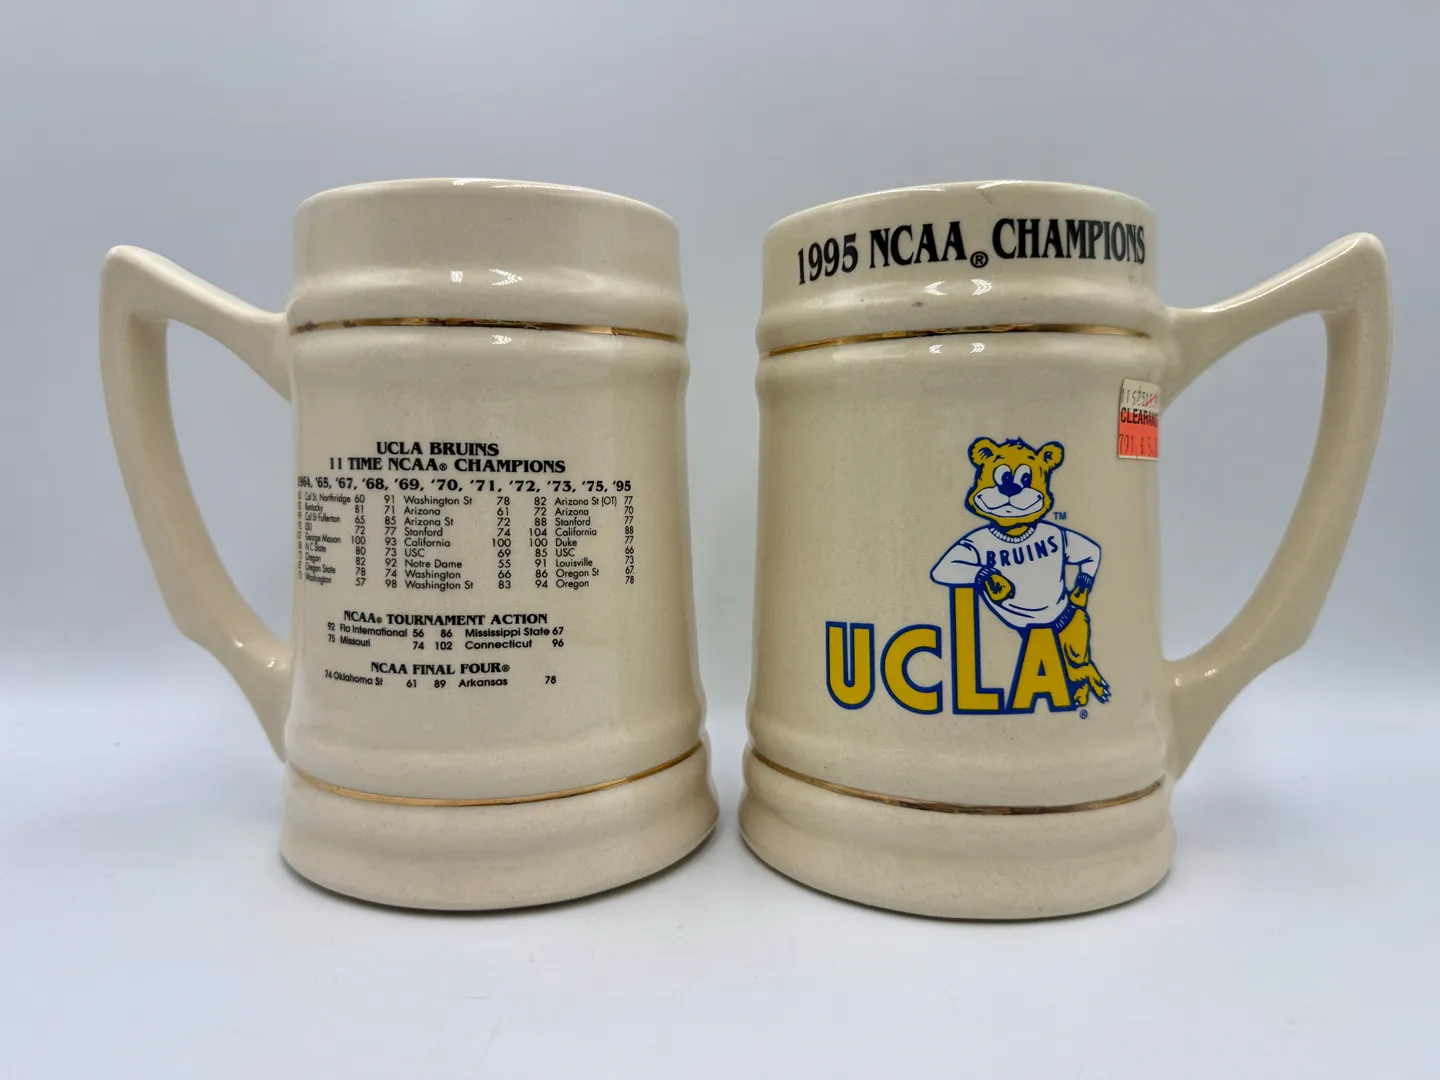 UCLA BRUINS
11 TIME NCAA® CHAMPIONS
1964, '65, '67, '68, '69, '70, '71, '72, '73, '75, '95
Cal St. Northridge 60 91 Washington St 78 82 Arizona St (OT) 77
Kentucky 81 71 Arizona 61 72 Arizona 70
Cal St Fullerton 65 85 Arizona St 72 88 Stanford 77
LSU 72 77 Stanford 74 104 California 88
George Mason 100 93 California 100 100 Duke 77
N C State 80 73 USC 69 85 USC 66
Oregon 82 92 Notre Dame 55 91 Louisville 73
Oregon State 78 74 Washington 66 86 Oregon St 67
Washington 57 98 Washington St 83 94 Oregon 78
NCAA® TOURNAMENT ACTION
92 Fla International 56 86 Mississippi State 67
75 Missouri 74 102 Connecticut 96
NCAA FINAL FOUR®
74 Oklahoma St 61 89 Arkansas 78
1995 NCAA® CHAMPIONS
CLEARAN
BRUINS
TM
UCLA®